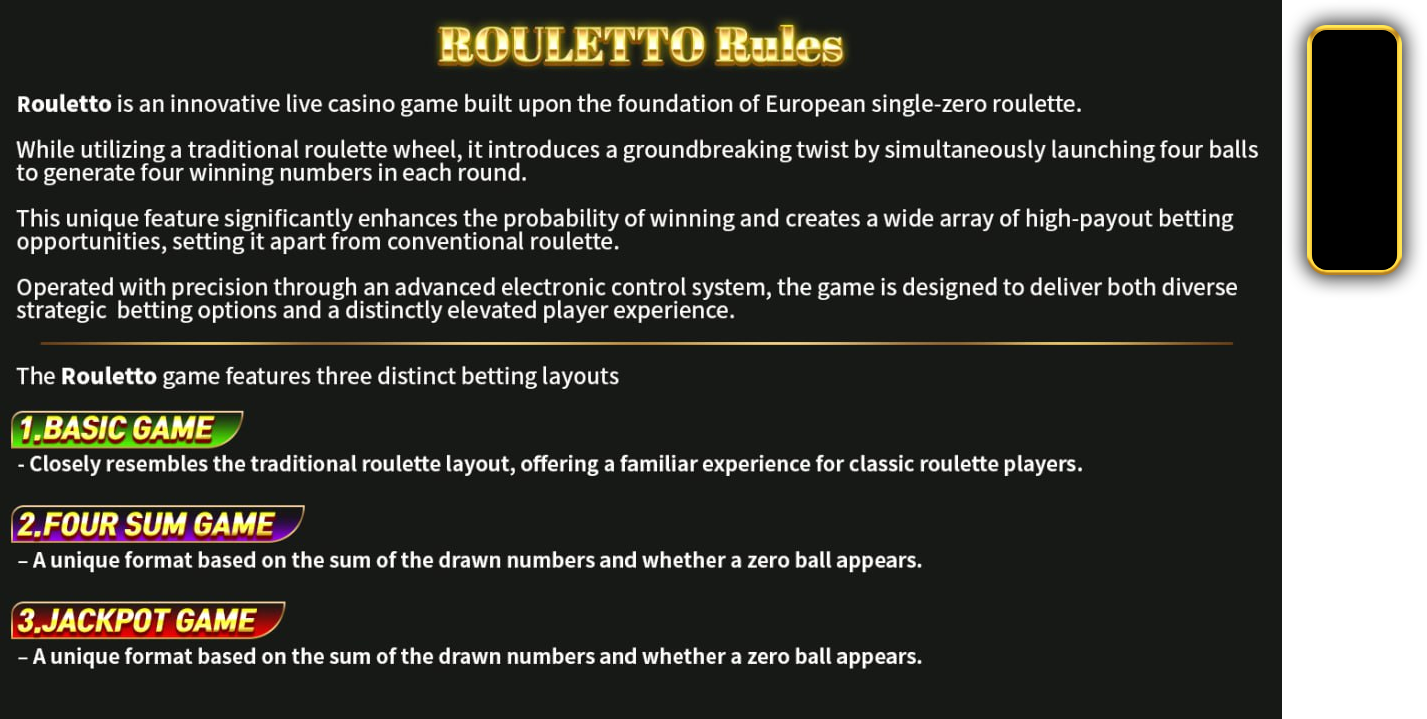 ROULETTO Rules
Rouletto is an innovative live casino game built upon the foundation of European single-zero roulette.
While utilizing a traditional roulette wheel, it introduces a groundbreaking twist by simultaneously launching four balls
to generate four winning numbers in each round.
This unique feature significantly enhances the probability of winning and creates a wide array of high-payout betting
opportunities, setting it apart from conventional roulette.
Operated with precision through an advanced electronic control system, the game is designed to deliver both diverse
strategic  betting options and a distinctly elevated player experience.
The Rouletto game features three distinct betting layouts
1.BASIC GAME
- Closely resembles the traditional roulette layout, offering a familiar experience for classic roulette players.
2.FOUR SUM GAME
– A unique format based on the sum of the drawn numbers and whether a zero ball appears.
3.JACKPOT GAME
– A unique format based on the sum of the drawn numbers and whether a zero ball appears.